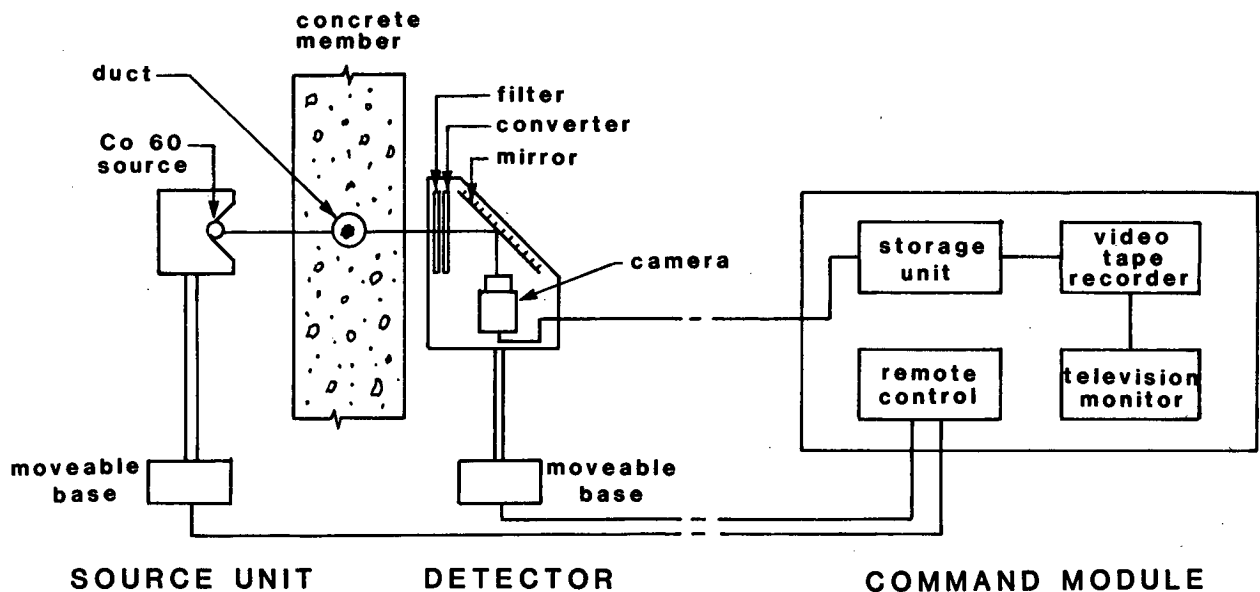 concrete
member
duct
filter
converter
mirror
Co 60
source
camera
storage
unit
video
tape
recorder
remote
control
television
monitor
moveable
base
moveable
base
SOURCE UNIT
DETECTOR
COMMAND MODULE